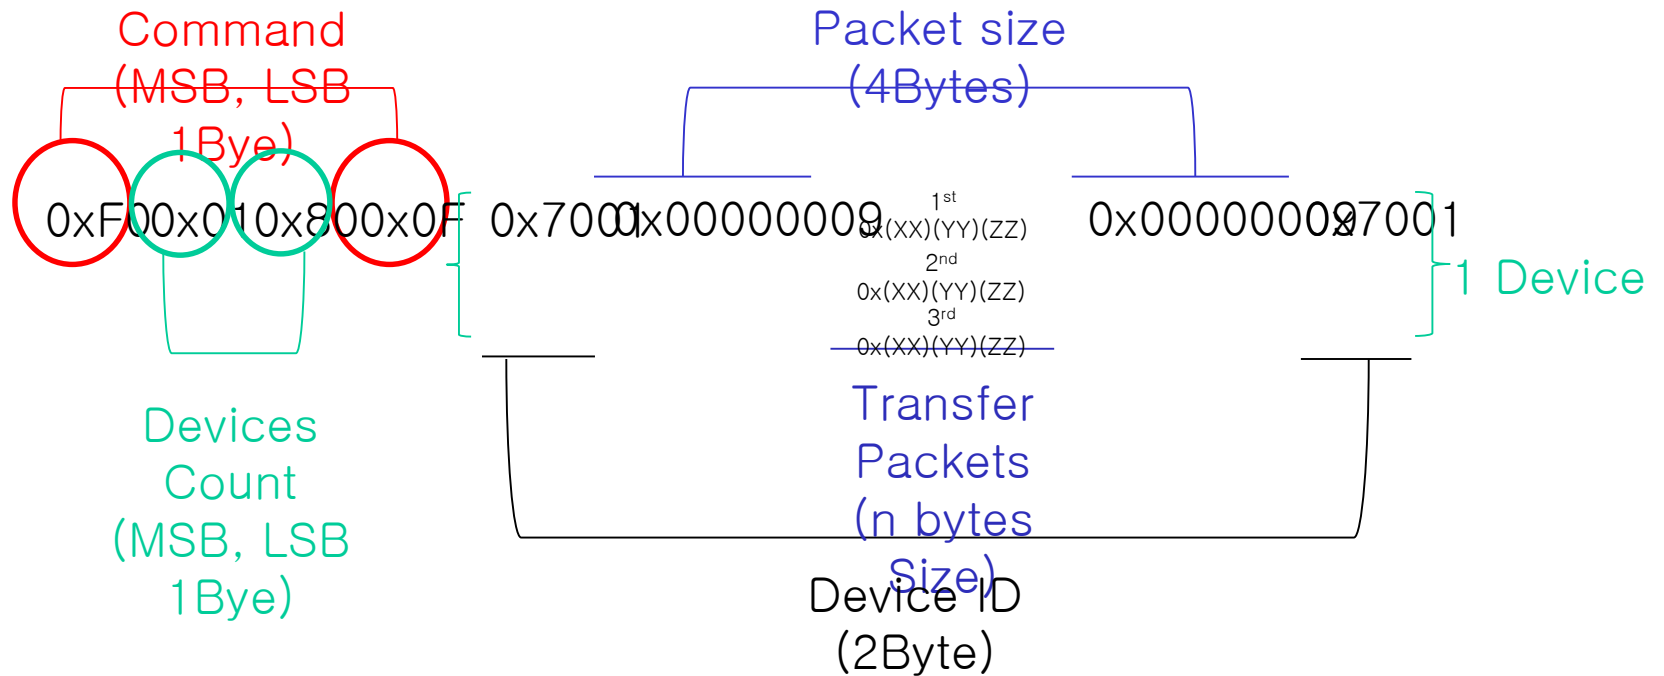 Command
(MSB, LSB
1Bye)
Packet size
(4Bytes)
0xF0 0x01 0x80 0x0F 0x7001 0x00000009
1st
0x(XX)(YY)(ZZ)
2nd
0x(XX)(YY)(ZZ)
3rd
0x(XX)(YY)(ZZ)
0x00000009 0x7001
1 Device
Devices
Count
(MSB, LSB
1Bye)
Transfer
Packets
(n bytes
Size)
Device ID
(2Byte)